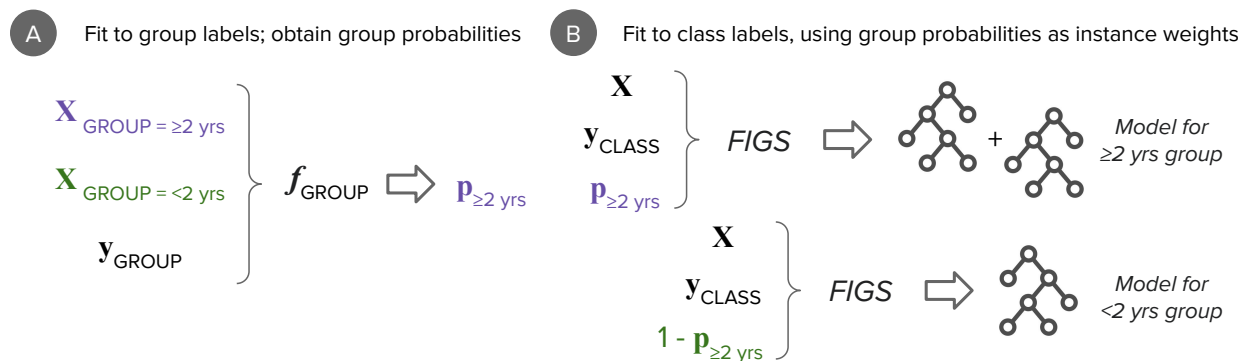 A Fit to group labels; obtain group probabilities
X GROUP = ≥2 yrs
X GROUP = <2 yrs
y GROUP
f GROUP
p ≥2 yrs
B Fit to class labels, using group probabilities as instance weights
X
y CLASS
p ≥2 yrs
FIGS
+
Model for
≥2 yrs group
X
y CLASS
1 - p ≥2 yrs
FIGS
Model for
<2 yrs group